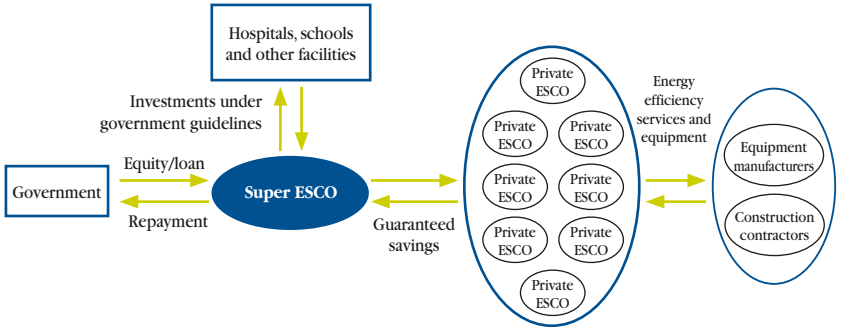 Hospitals, schools
and other facilities
Investments under
government guidelines
Government
Equity/loan
Repayment
Super ESCO
Guaranteed
savings
Private
ESCO
Private
ESCO
Private
ESCO
Private
ESCO
Private
ESCO
Private
ESCO
Private
ESCO
Private
ESCO
Energy
efficiency
services and
equipment
Equipment
manufacturers
Construction
contractors